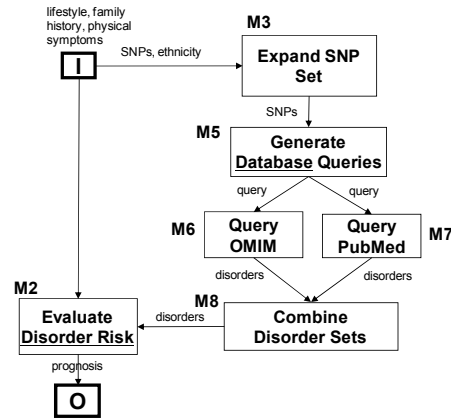 lifestyle, family
history, physical
symptoms
I
SNPs, ethnicity
M3
Expand SNP
Set
SNPs
M5
Generate
Database Queries
query
query
M6
Query
OMIM
Query
PubMed
M7
disorders
disorders
M2
Evaluate
Disorder Risk
disorders
M8
Combine
Disorder Sets
prognosis
O